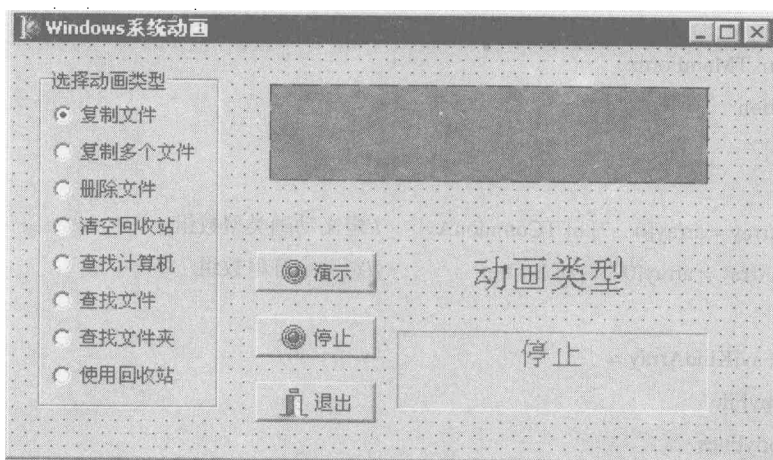 Windows系统动画
选择动画类型
复制文件
复制多个文件
删除文件
清空回收站
查找计算机
查找文件
查找文件夹
使用回收站
演示
停止
退出
动画类型
停止